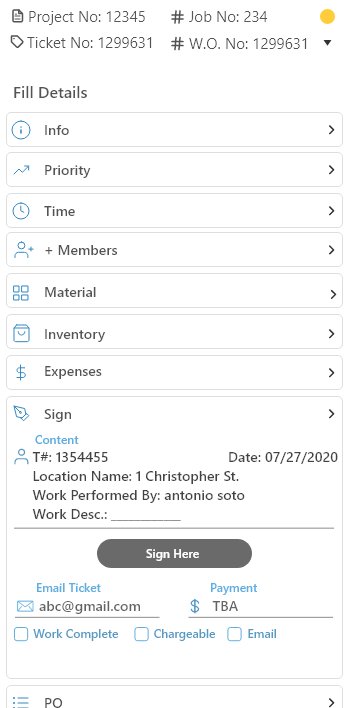 Project No: 12345 # Job No: 234
Ticket No: 1299631 # W.O. No: 1299631
Fill Details
Info
Priority
Time
+ Members
Material
Inventory
Expenses
Sign
Content
T#: 1354455 Date: 07/27/2020
Location Name: 1 Christopher St.
Work Performed By: antonio soto
Work Desc.: ___________
Sign Here
Email Ticket Payment
abc@gmail.com $ TBA
Work Complete Chargeable Email
PO